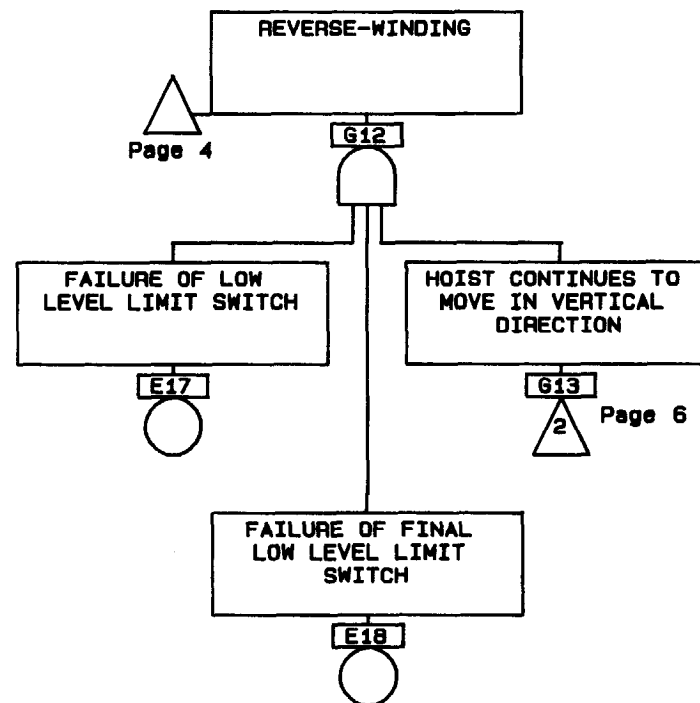 REVERSE-WINDING
Page 4
G12
FAILURE OF LOW
LEVEL LIMIT SWITCH
E17
HOIST CONTINUES TO
MOVE IN VERTICAL
DIRECTION
G13
2
Page 6
FAILURE OF FINAL
LOW LEVEL LIMIT
SWITCH
E18